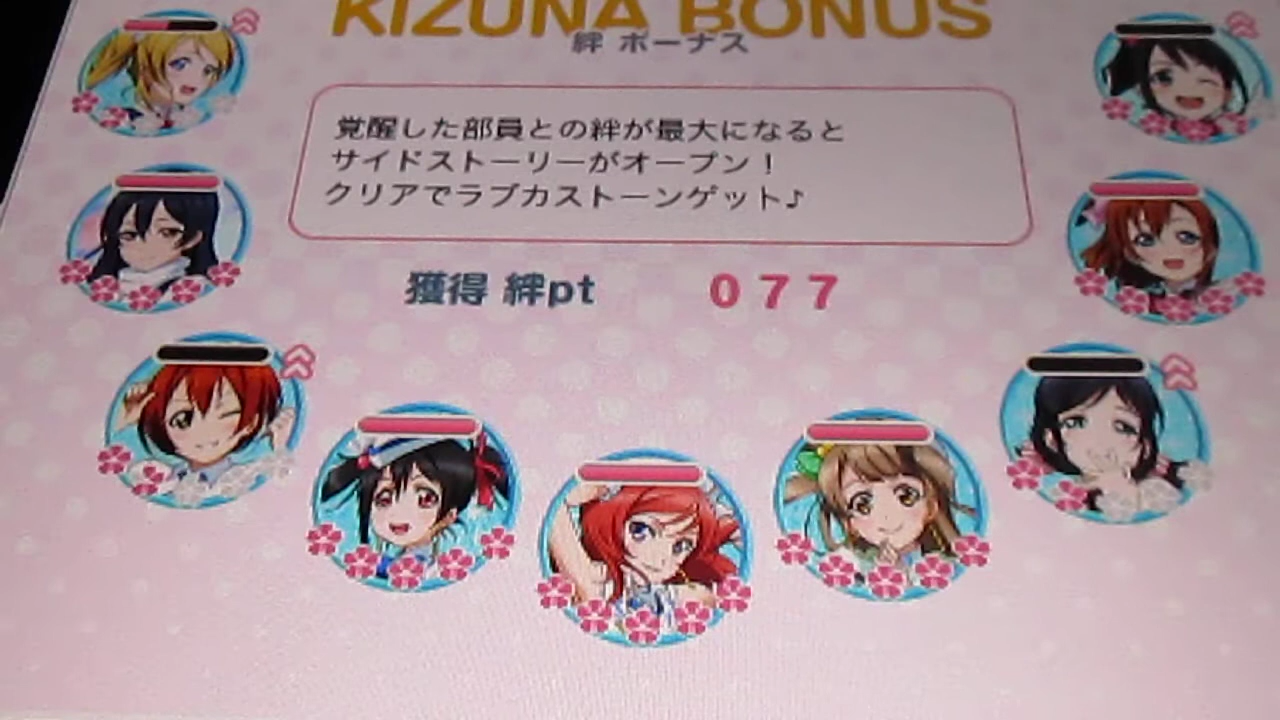 KIZUNA BONUS
絆 ボーナス
覚醒した部員との絆が最大になると
サイドストーリーがオープン！
クリアでラブカストーンゲット♪
獲得 絆pt 077